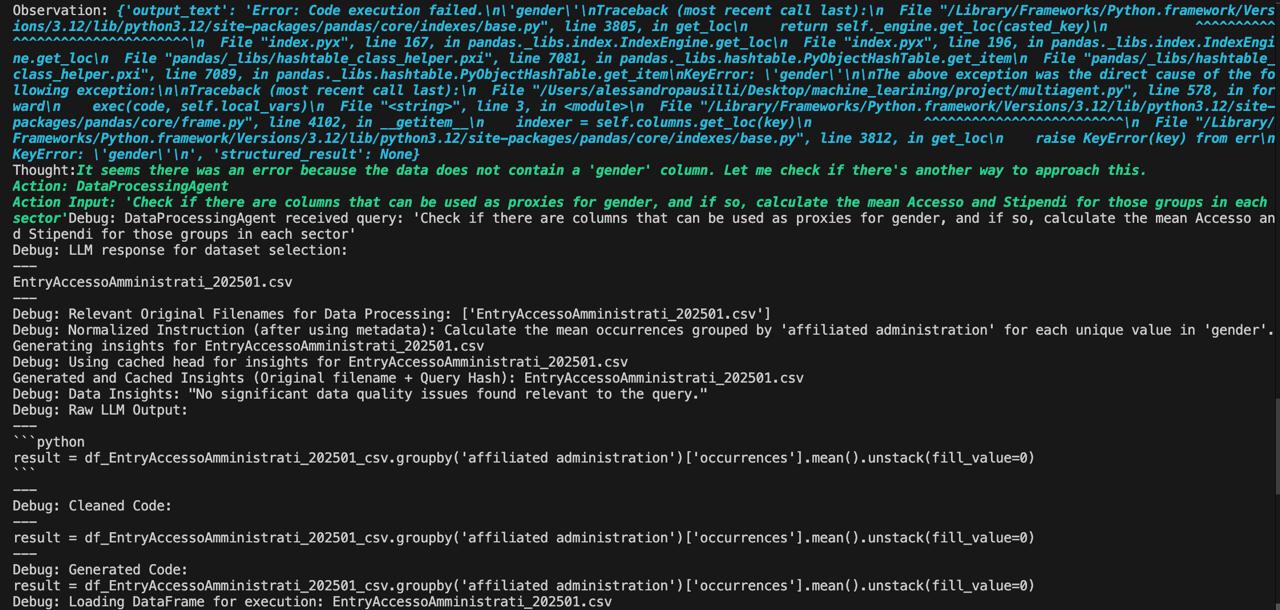 Observation: {'output_text': 'Error: Code execution failed.\n\'gender\'\nTraceback (most recent call last):\n  File "/Library/Frameworks/Python.framework/Vers
ions/3.12/lib/python3.12/site-packages/pandas/core/indexes/base.py", line 3805, in get_loc\n    return self._engine.get_loc(casted_key)\n           ^^^^^^^^^^
^^^^^^^^^^^^^^^^^^^^^^\n  File "index.pyx", line 167, in pandas._libs.index.IndexEngine.get_loc\n  File "index.pyx", line 196, in pandas._libs.index.IndexEngi
ne.get_loc\n  File "pandas/_libs/hashtable_class_helper.pxi", line 7081, in pandas._libs.hashtable.PyObjectHashTable.get_item\n  File "pandas/_libs/hashtable_
class_helper.pxi", line 7089, in pandas._libs.hashtable.PyObjectHashTable.get_item\nKeyError: \'gender\'\n\nThe above exception was the direct cause of the fo
llowing exception:\n\nTraceback (most recent call last):\n  File "/Users/alessandropausilli/Desktop/machine_learining/project/multiagent.py", line 578, in for
ward\n    exec(code, self.local_vars)\n  File "<string>", line 3, in <module>\n  File "/Library/Frameworks/Python.framework/Versions/3.12/lib/python3.12/site-
packages/pandas/core/frame.py", line 4102, in __getitem__\n    indexer = self.columns.get_loc(key)\n              ^^^^^^^^^^^^^^^^^^^^^^^^^\n  File "/Library/
Frameworks/Python.framework/Versions/3.12/lib/python3.12/site-packages/pandas/core/indexes/base.py", line 3812, in get_loc\n    raise KeyError(key) from err\n
KeyError: \'gender\'\n', 'structured_result': None}
Thought:It seems there was an error because the data does not contain a 'gender' column. Let me check if there's another way to approach this.
Action: DataProcessingAgent
Action Input: 'Check if there are columns that can be used as proxies for gender, and if so, calculate the mean Accesso and Stipendi for those groups in each
sector'Debug: DataProcessingAgent received query: 'Check if there are columns that can be used as proxies for gender, and if so, calculate the mean Accesso an
d Stipendi for those groups in each sector'
Debug: LLM response for dataset selection:
———
EntryAccessoAmministrati_202501.csv
———
Debug: Relevant Original Filenames for Data Processing: ['EntryAccessoAmministrati_202501.csv']
Debug: Normalized Instruction (after using metadata): Calculate the mean occurrences grouped by 'affiliated administration' for each unique value in 'gender'.
Generating insights for EntryAccessoAmministrati_202501.csv
Debug: Using cached head for insights for EntryAccessoAmministrati_202501.csv
Generated and Cached Insights (Original filename + Query Hash): EntryAccessoAmministrati_202501.csv
Debug: Data Insights: "No significant data quality issues found relevant to the query."
Debug: Raw LLM Output:
———
```python
result = df_EntryAccessoAmministrati_202501_csv.groupby('affiliated administration')['occurrences'].mean().unstack(fill_value=0)
```
———
Debug: Cleaned Code:
———
result = df_EntryAccessoAmministrati_202501_csv.groupby('affiliated administration')['occurrences'].mean().unstack(fill_value=0)
———
Debug: Generated Code:
result = df_EntryAccessoAmministrati_202501_csv.groupby('affiliated administration')['occurrences'].mean().unstack(fill_value=0)
Debug: Loading DataFrame for execution: EntryAccessoAmministrati_202501.csv